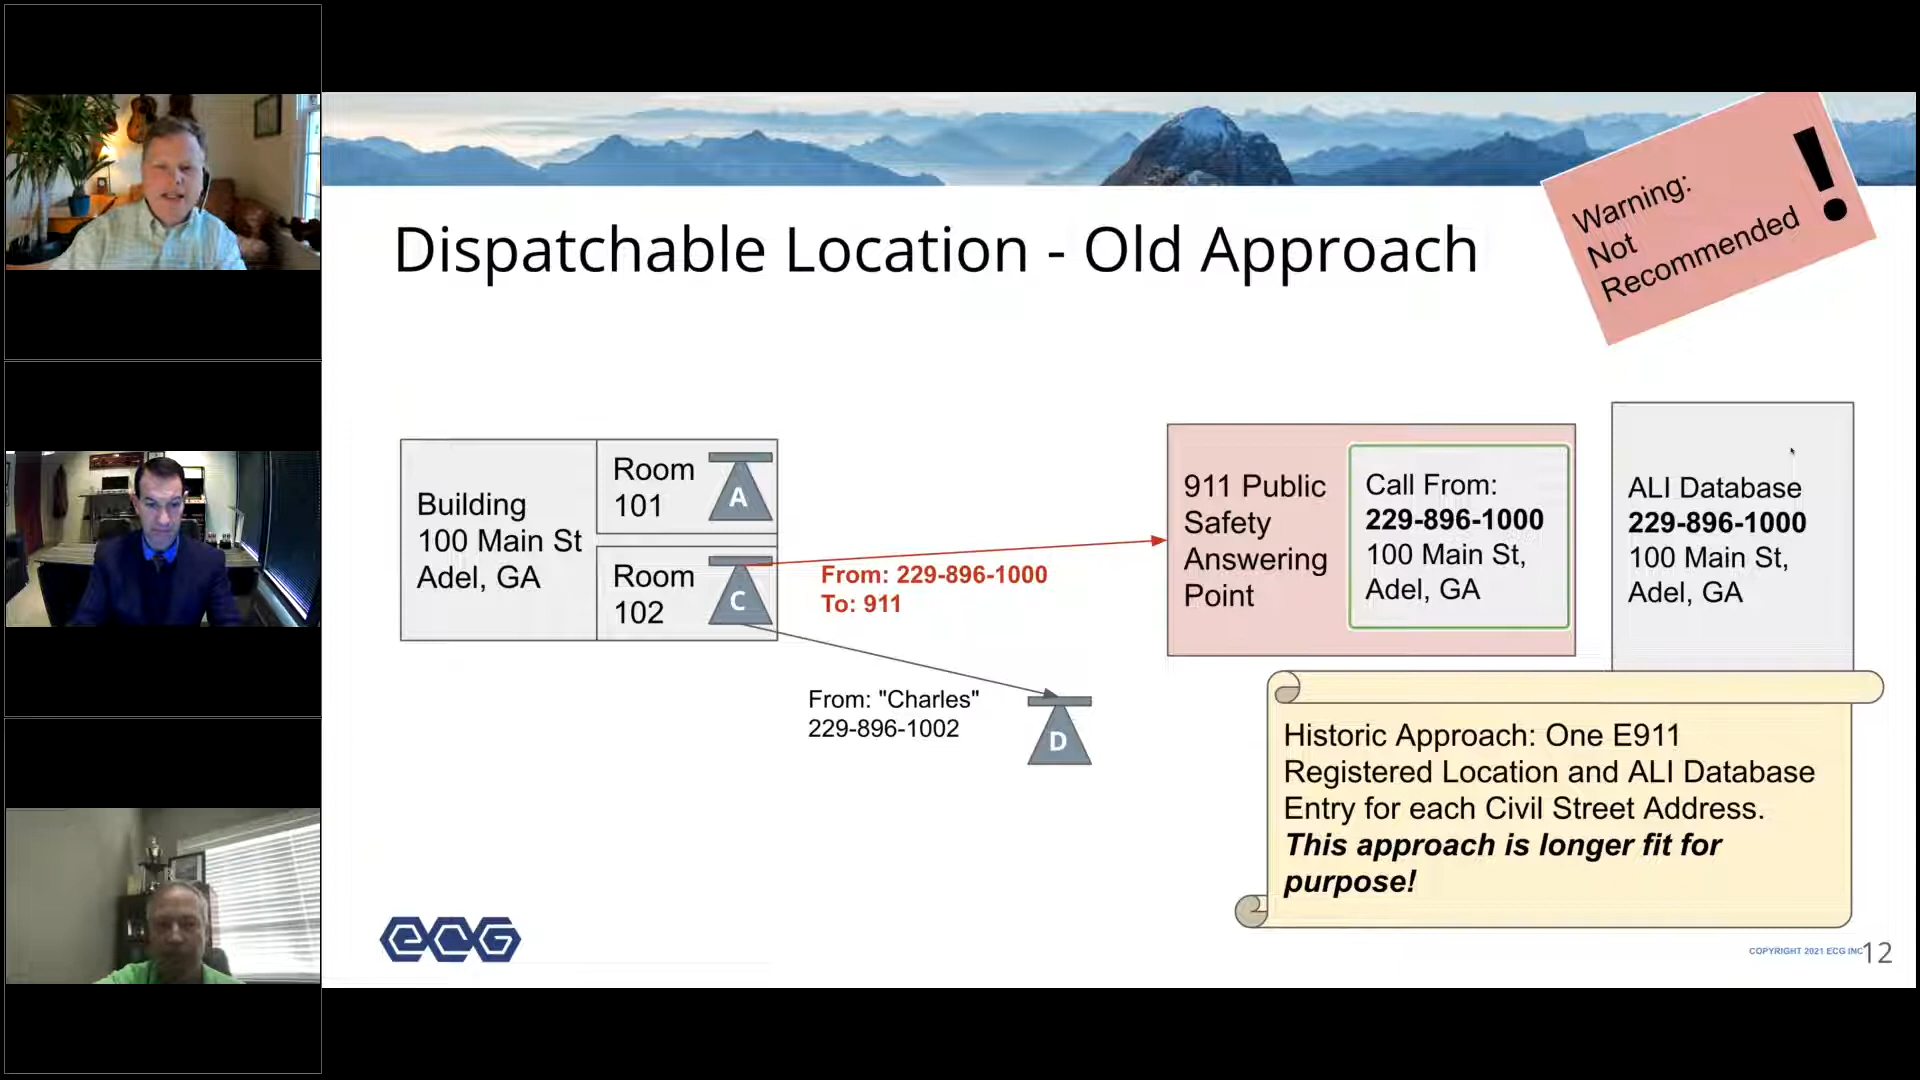 Warning:
Not
Recommended
!
Dispatchable Location - Old Approach
Building
100 Main St
Adel, GA
Room
101
A
Room
102
C
From: 229-896-1000
To: 911
From: "Charles"
229-896-1002
D
911 Public
Safety
Answering
Point
Call From:
229-896-1000
100 Main St,
Adel, GA
ALI Database
229-896-1000
100 Main St,
Adel, GA
Historic Approach: One E911
Registered Location and ALI Database
Entry for each Civil Street Address.
This approach is longer fit for
purpose!
ECG
COPYRIGHT 2021 ECG INC
12